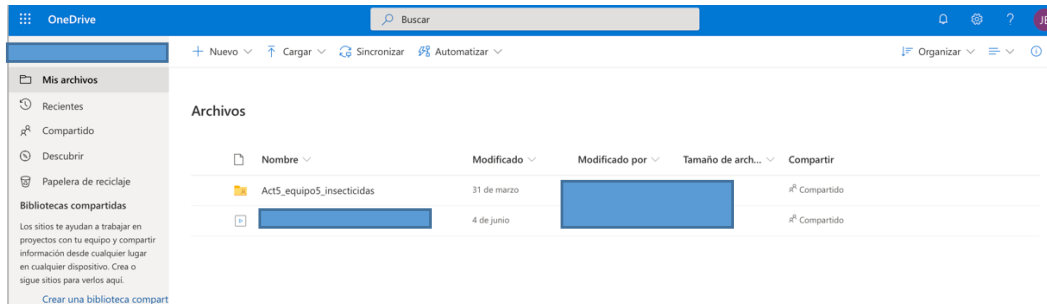 OneDrive
Buscar
JE
Nuevo
Cargar
Sincronizar
Automatizar
Organizar
Mis archivos
Recientes
Compartido
Descubrir
Papelera de reciclaje
Bibliotecas compartidas
Los sitios te ayudan a trabajar en
proyectos con tu equipo y compartir
información desde cualquier lugar
en cualquier dispositivo. Crea o
sigue sitios para verlos aquí.
Crear una biblioteca compart
Archivos
Nombre Modificado Modificado por Tamaño de arch... Compartir
Act5_equipo5_insecticidas 31 de marzo Compartido
4 de junio Compartido